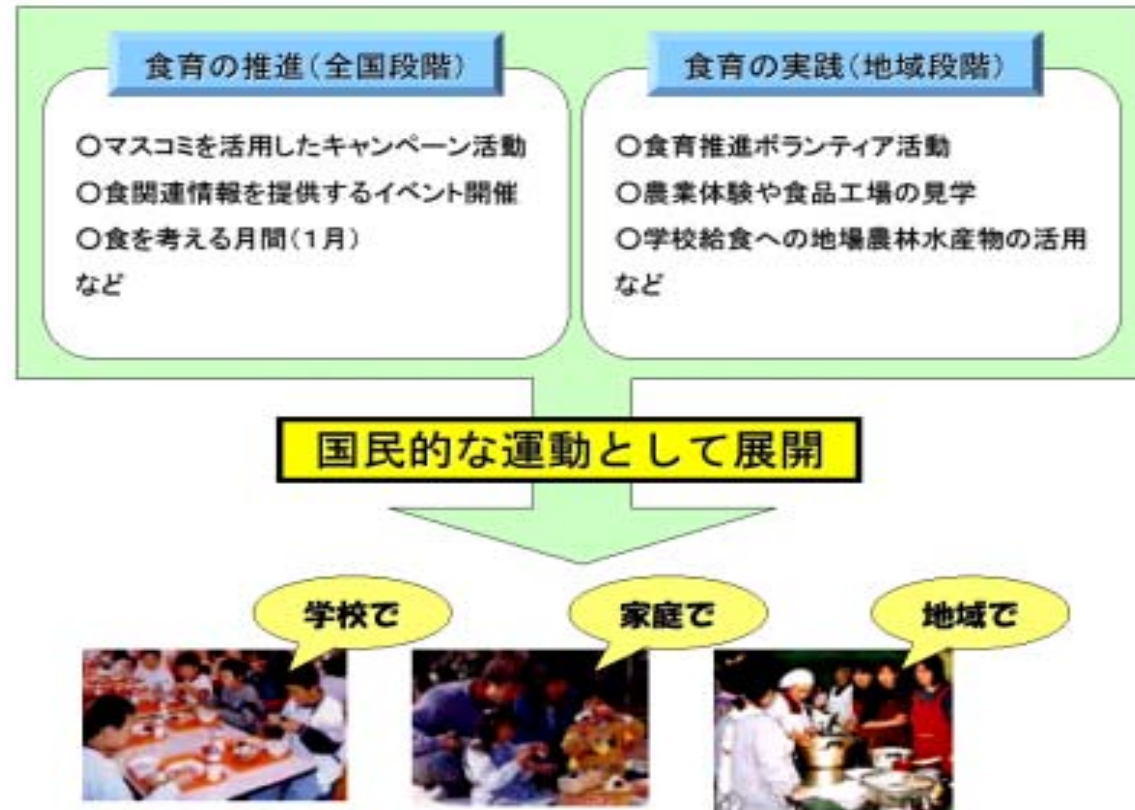 食育の推進（全国段階）
○マスコミを活用したキャンペーン活動
○食関連情報を提供するイベント開催
○食を考える月間（１月）
など
食育の実践（地域段階）
○食育推進ボランティア活動
○農業体験や食品工場の見学
○学校給食への地場農林水産物の活用
など
国民的な運動として展開
学校で
家庭で
地域で